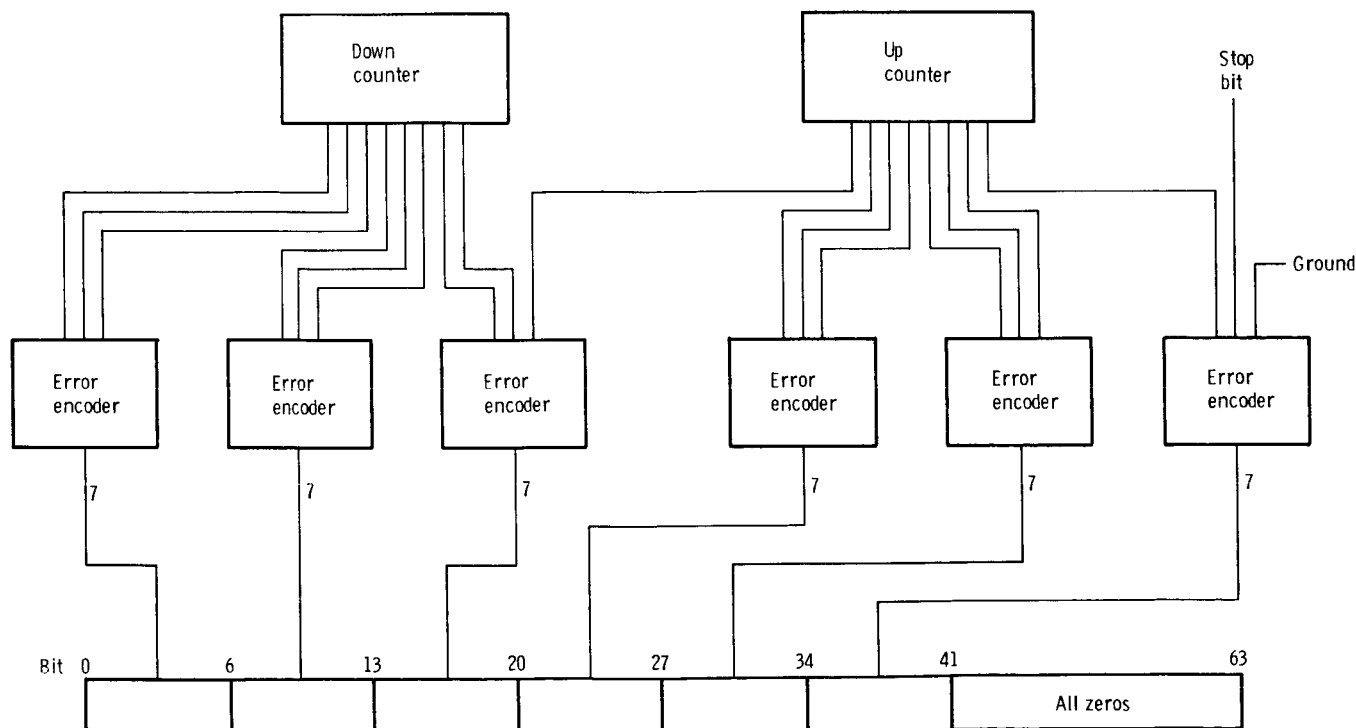 Down
counter
Up
counter
Stop
bit
Ground
Error
encoder
Error
encoder
Error
encoder
Error
encoder
Error
encoder
Error
encoder
7
7
7
7
7
7
Bit 0 6 13 20 27 34 41 63
All zeros